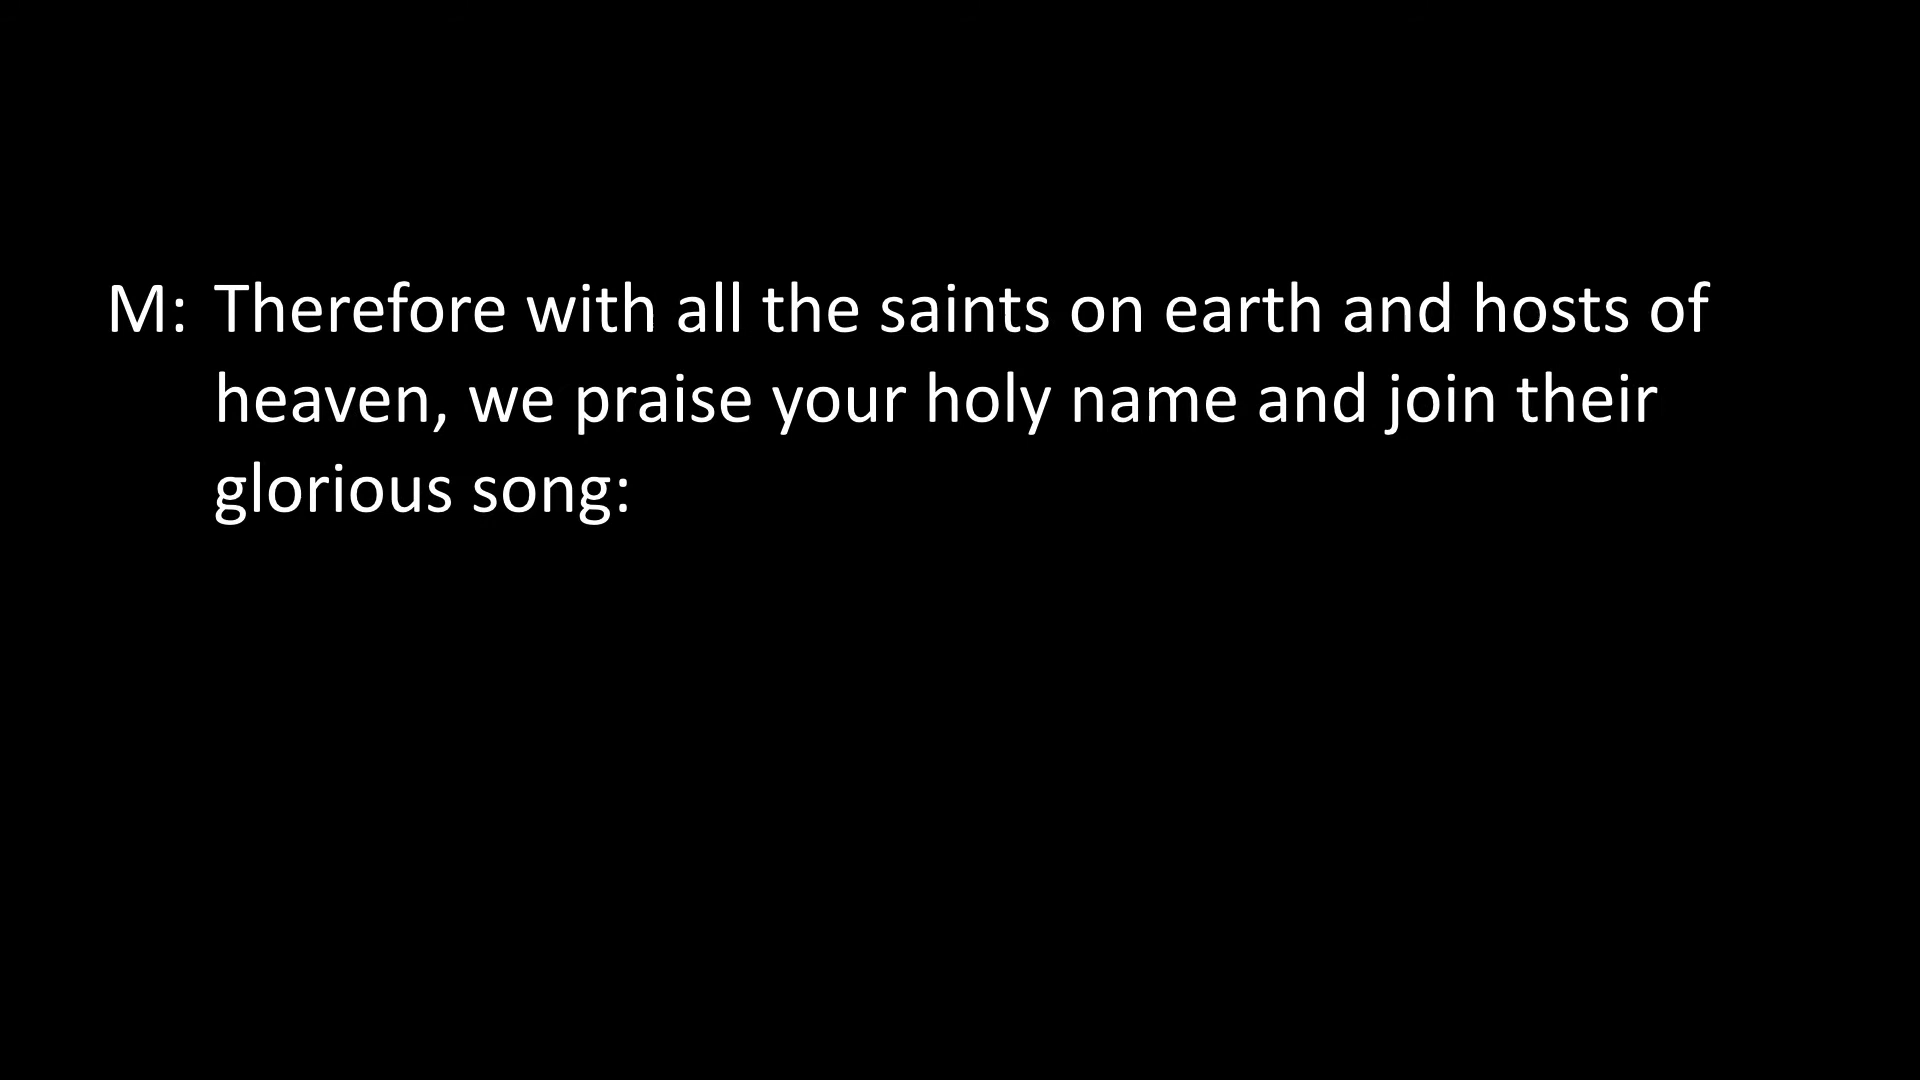 M: Therefore with all the saints on earth and hosts of
heaven, we praise your holy name and join their
glorious song: